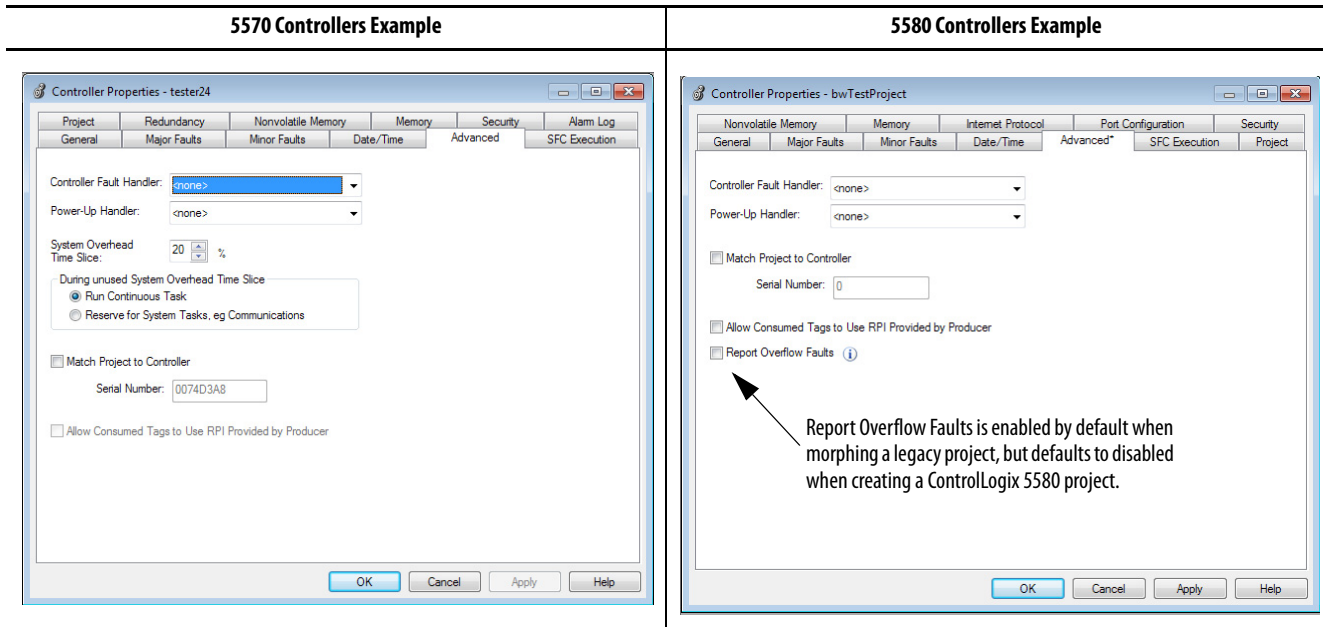 5570 Controllers Example
Controller Properties - tester24
Project Redundancy Nonvolatile Memory Memory Security Alarm Log
General Major Faults Minor Faults Date/Time Advanced SFC Execution
Controller Fault Handler: <none>
Power-Up Handler: <none>
System Overhead
Time Slice: 20 %
During unused System Overhead Time Slice
Run Continuous Task
Reserve for System Tasks, eg Communications
Match Project to Controller
Serial Number: 0074D3A8
Allow Consumed Tags to Use RPI Provided by Producer
OK Cancel Apply Help
5580 Controllers Example
Controller Properties - bwTestProject
Nonvolatile Memory Memory Internet Protocol Port Configuration Security
General Major Faults Minor Faults Date/Time Advanced* SFC Execution Project
Controller Fault Handler: <none>
Power-Up Handler: <none>
Match Project to Controller
Serial Number: 0
Allow Consumed Tags to Use RPI Provided by Producer
Report Overflow Faults i
Report Overflow Faults is enabled by default when
morphing a legacy project, but defaults to disabled
when creating a ControlLogix 5580 project.
OK Cancel Apply Help